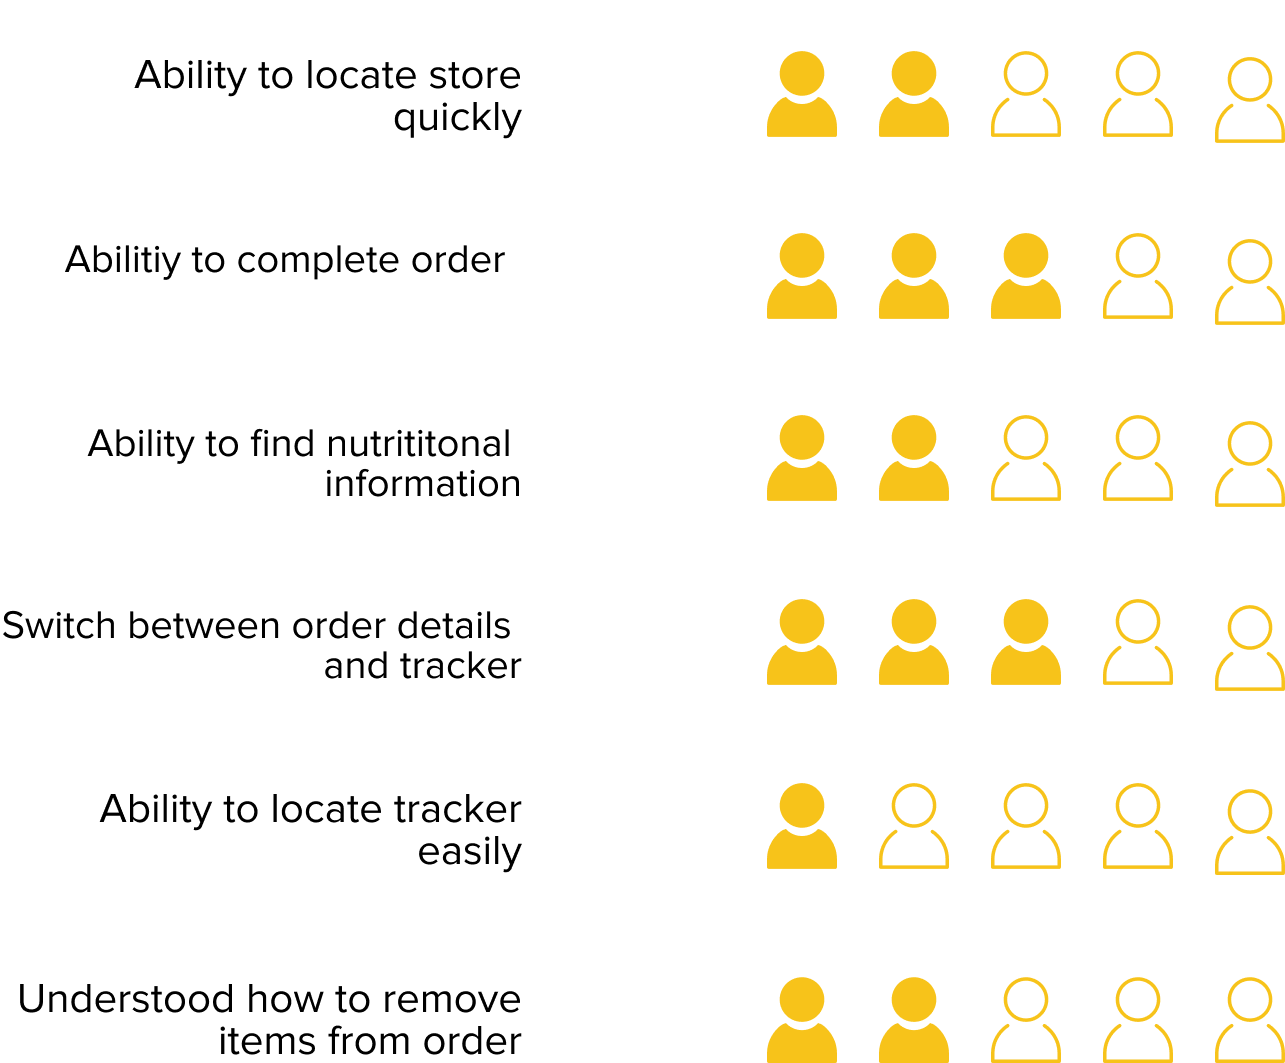 Ability to locate store
quickly
Abilitiy to complete order
Ability to find nutrititonal
information
Switch between order details
and tracker
Ability to locate tracker
easily
Understood how to remove
items from order